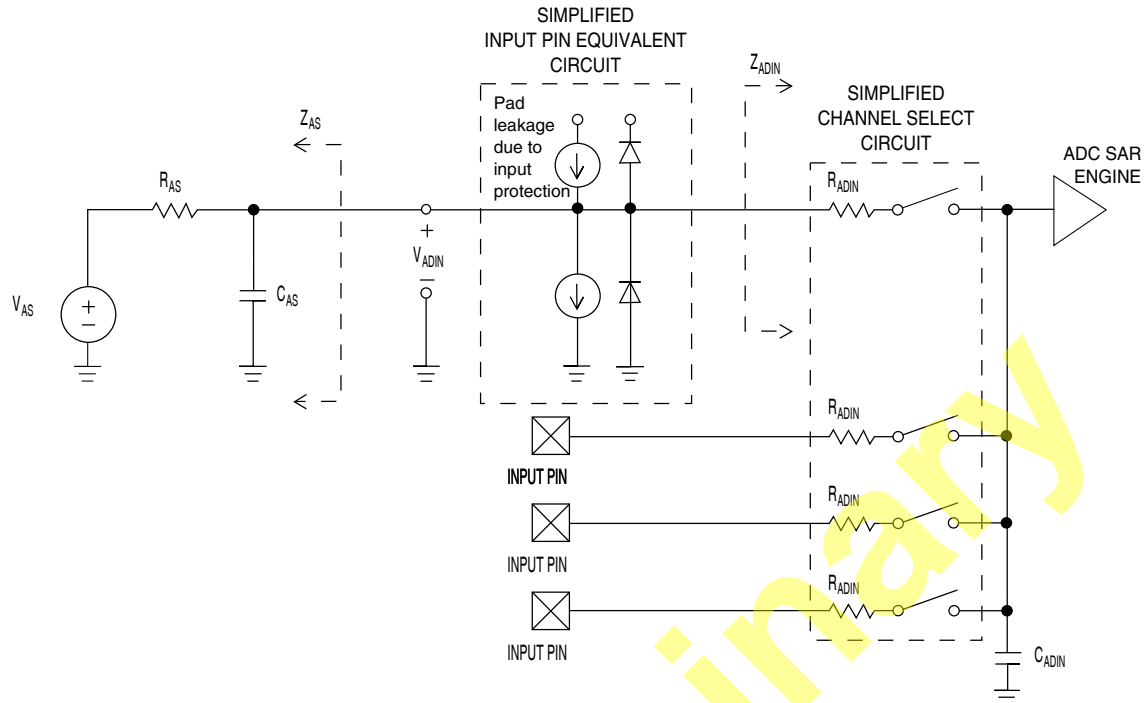 SIMPLIFIED
INPUT PIN EQUIVALENT
CIRCUIT
Pad
leakage
due to
input
protection
Z_ADIN
SIMPLIFIED
CHANNEL SELECT
CIRCUIT
ADC SAR
ENGINE
Z_AS
R_AS
R_ADIN
+
V_ADIN
–
C_AS
V_AS
+
–
R_ADIN
INPUT PIN
R_ADIN
INPUT PIN
R_ADIN
INPUT PIN
C_ADIN
inary